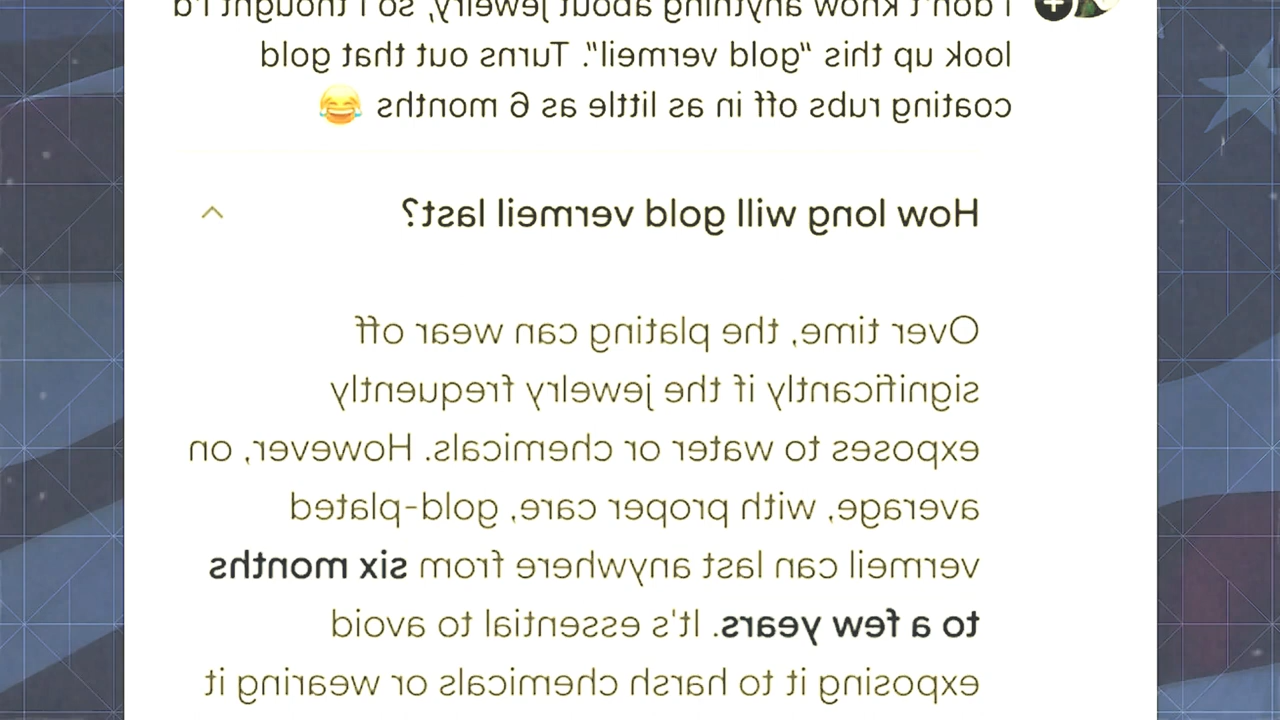 I don't know anything about jewelry, so I thought I'd
look up this "gold vermeil". Turns out that gold
coating rubs off in as little as 6 months 😂
How long will gold vermeil last?
Over time, the plating can wear off
significantly if the jewelry frequently
exposes to water or chemicals. However, on
average, with proper care, gold-plated
vermeil can last anywhere from six months
to a few years. It's essential to avoid
exposing it to harsh chemicals or wearing it